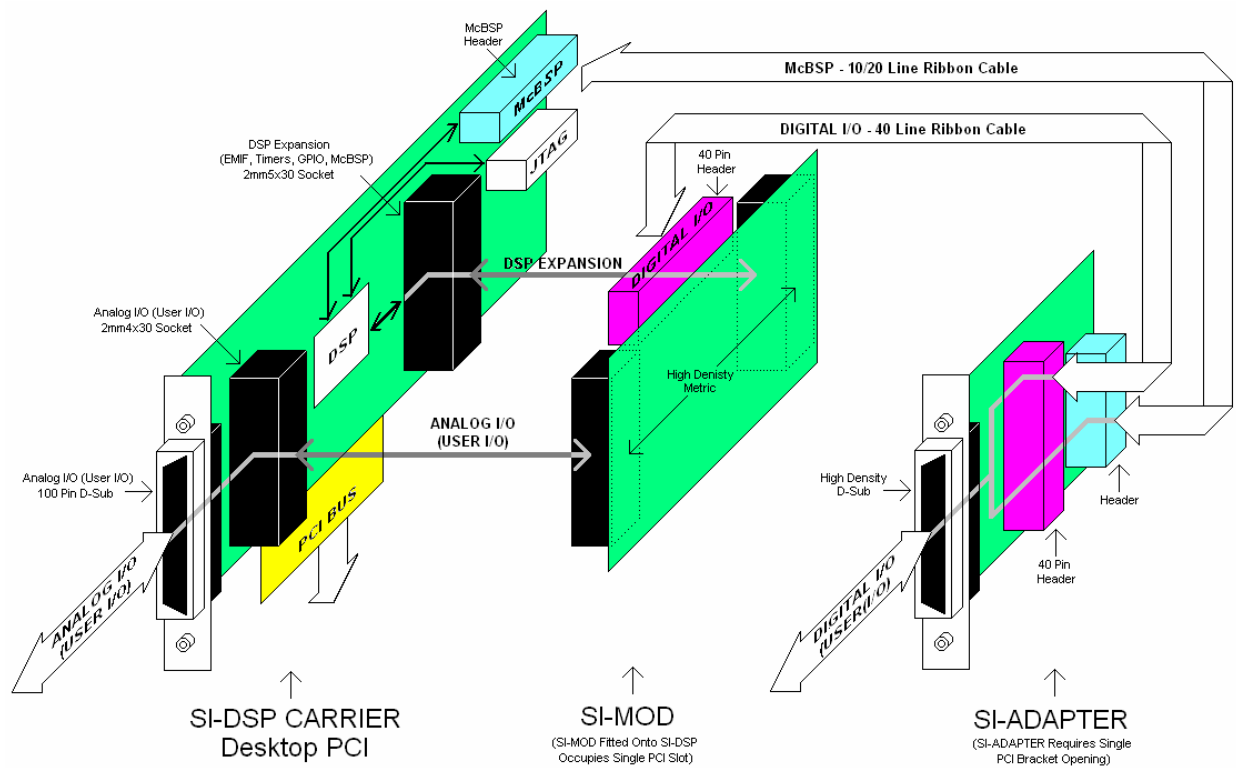 McBSP
Header
McBSP
McBSP - 10/20 Line Ribbon Cable
DIGITAL I/O - 40 Line Ribbon Cable
DSP Expansion
(EMIF, Timers, GPIO, McBSP)
2mm5x30 Socket
JTAG
40 Pin
Header
DIGITAL I/O
DSP EXPANSION
Analog I/O (User I/O)
2mm4x30 Socket
DSP
High Denisty
Metric
ANALOG I/O
(USER I/O)
Analog I/O (User I/O)
100 Pin D-Sub
PCI BUS
High Density
D-Sub
Header
40 Pin
Header
ANALOG I/O
(USER I/O)
DIGITAL I/O
(USER(I/O)
SI-DSP CARRIER
Desktop PCI
SI-MOD
(SI-MOD Fitted Onto SI-DSP
Occupies Single PCI Slot)
SI-ADAPTER
(SI-ADAPTER Requires Single
PCI Bracket Opening)